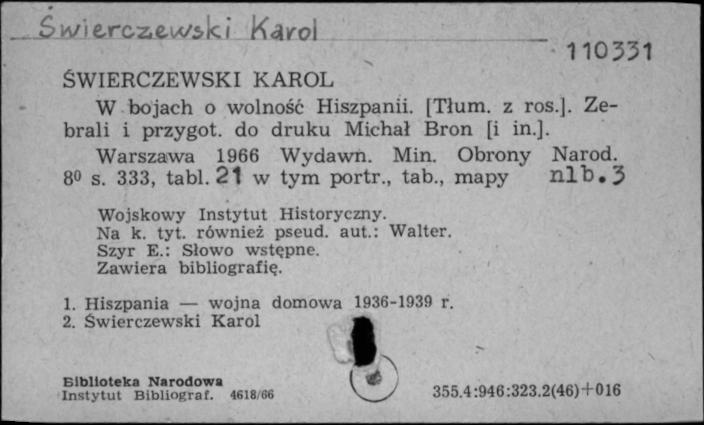 Świerczewski Karol
110331
ŚWIERCZEWSKI KAROL
W bojach o wolność Hiszpanii. [Tłum. z ros.]. Ze-
brali i przygot. do druku Michał Bron [i in.].
Warszawa 1966 Wydawn. Min. Obrony Narod.
8⁰ s. 333, tabl. 21 w tym portr., tab., mapy nlb. 3
Wojskowy Instytut Historyczny.
Na k. tyt. również pseud. aut.: Walter.
Szyr E.: Słowo wstępne.
Zawiera bibliografię.
1. Hiszpania — wojna domowa 1936-1939 r.
2. Świerczewski Karol
Biblioteka Narodowa
Instytut Bibliograf. 4618/66
355.4:946:323.2(46)+016